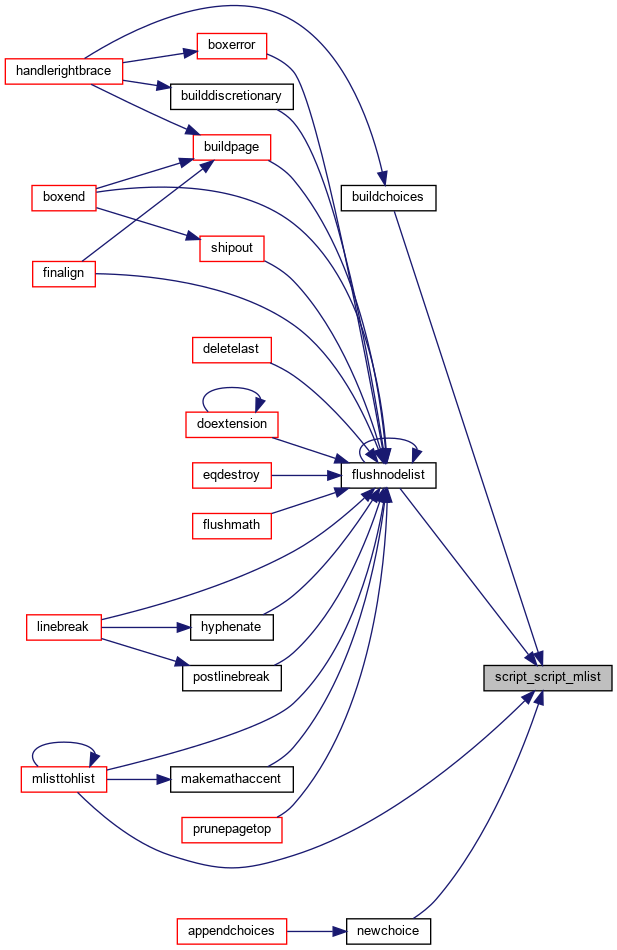 boxerror
handlerightbrace
builddiscretionary
buildpage
boxend
buildchoices
shipout
finalign
deletelast
doextension
eqdestroy
flushnodelist
flushmath
linebreak
hyphenate
postlinebreak
script_script_mlist
mlisttohlist
makemathaccent
prunepagetop
appendchoices
newchoice